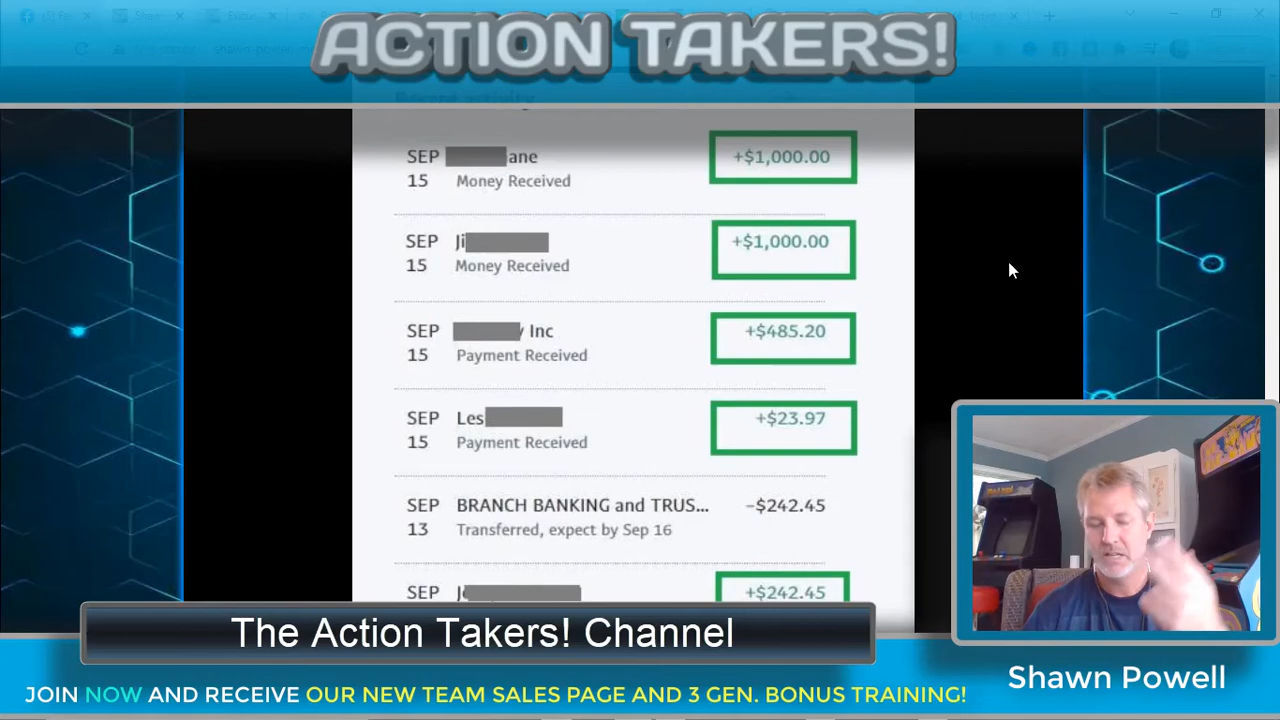 ACTION TAKERS!
Recent activity
SEP ane +$1,000.00
15 Money Received
SEP Ji +$1,000.00
15 Money Received
SEP Inc +$485.20
15 Payment Received
SEP Les +$23.97
15 Payment Received
SEP BRANCH BANKING and TRUS... −$242.45
13 Transferred, expect by Sep 16
SEP +$242.45
The Action Takers! Channel
Shawn Powell
JOIN NOW AND RECEIVE OUR NEW TEAM SALES PAGE AND 3 GEN. BONUS TRAINING!